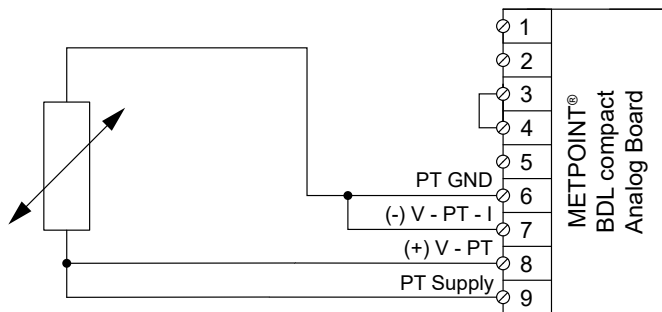 1
2
3
4
5
PT GND
6
(-) V - PT - I
7
(+) V - PT
8
PT Supply
9
METPOINT®
BDL compact
Analog Board